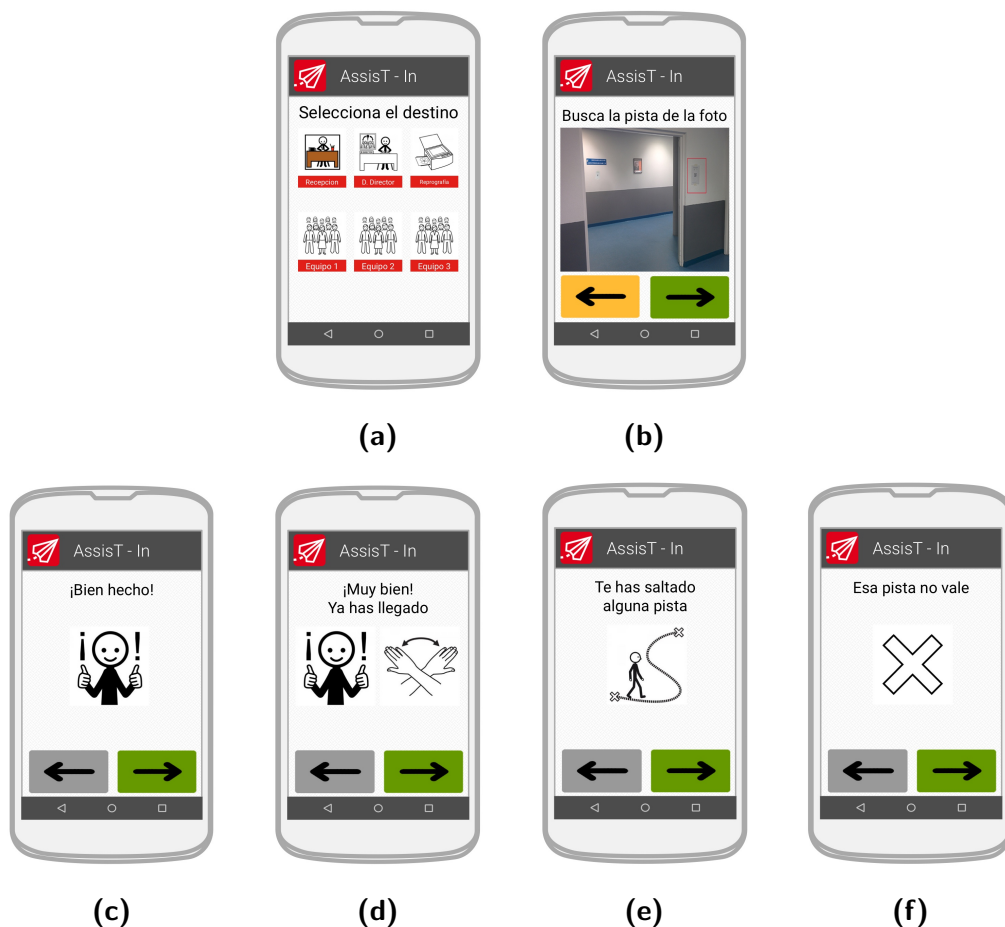 AssisT - In
Selecciona el destino
Recepcion
D. Director
Reprografía
Equipo 1
Equipo 2
Equipo 3
(a)
AssisT - In
Busca la pista de la foto
(b)
AssisT - In
¡Bien hecho!
(c)
AssisT - In
¡Muy bien!
Ya has llegado
(d)
AssisT - In
Te has saltado
alguna pista
(e)
AssisT - In
Esa pista no vale
(f)